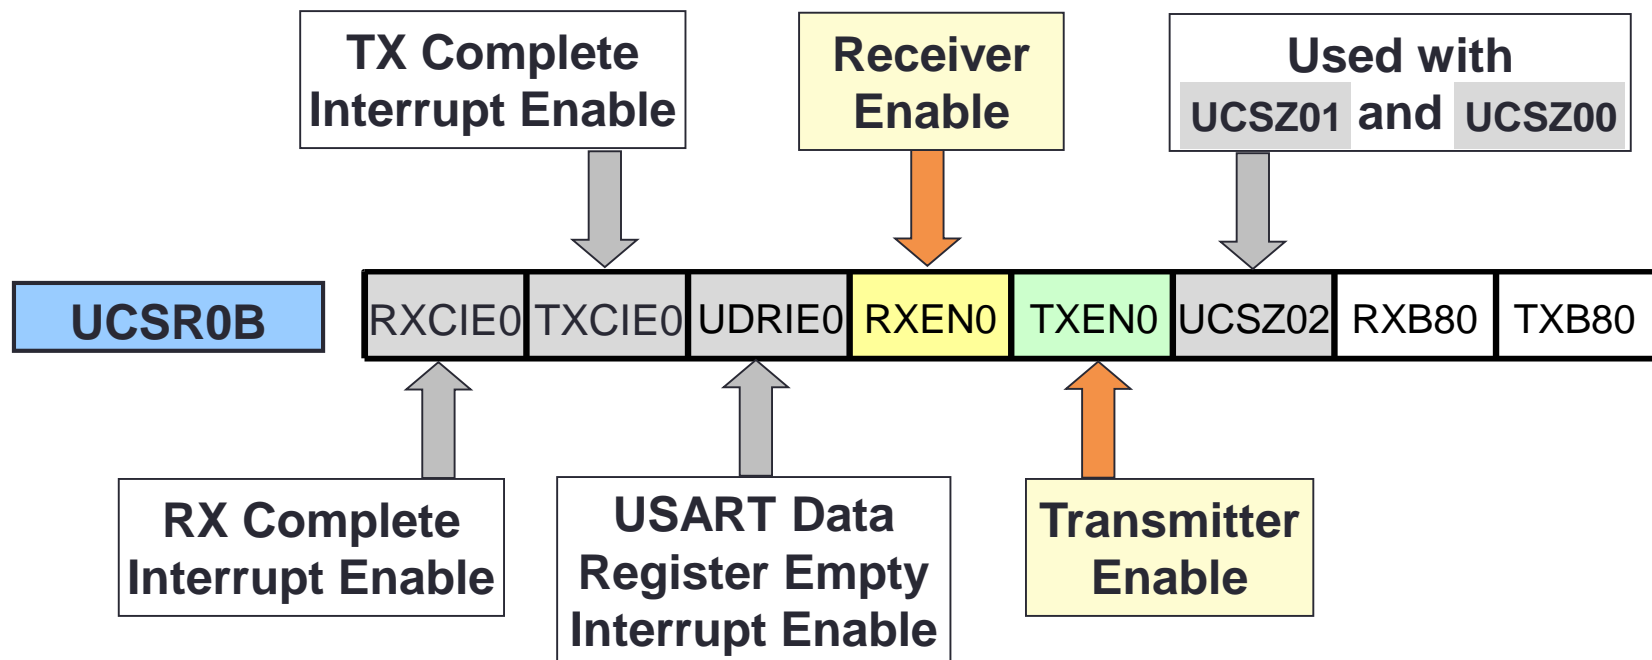 TX Complete
Interrupt Enable
Receiver
Enable
Used with
UCSZ01 and UCSZ00
UCSR0B
RXCIE0 TXCIE0 UDRIE0 RXEN0 TXEN0 UCSZ02 RXB80 TXB80
RX Complete
Interrupt Enable
USART Data
Register Empty
Interrupt Enable
Transmitter
Enable